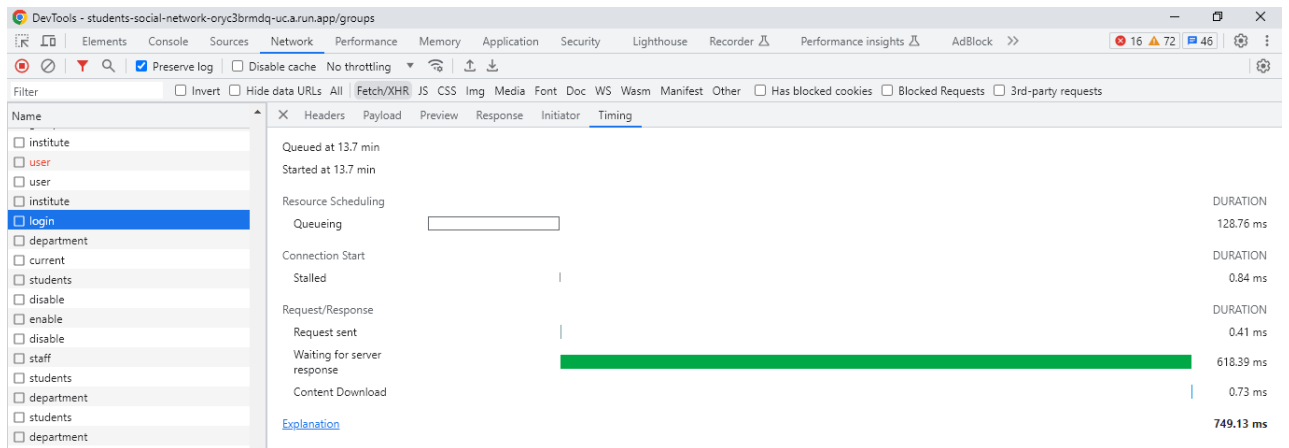 DevTools - students-social-network-oryc3brmdq-uc.a.run.app/groups
Elements Console Sources Network Performance Memory Application Security Lighthouse Recorder Performance insights AdBlock 16 72 46
Preserve log Disable cache No throttling
Filter Invert Hide data URLs All Fetch/XHR JS CSS Img Media Font Doc WS Wasm Manifest Other Has blocked cookies Blocked Requests 3rd-party requests
Name
Headers Payload Preview Response Initiator Timing
institute
user
user
institute
login
department
current
students
disable
enable
disable
staff
students
department
students
department
Queued at 13.7 min
Started at 13.7 min
Resource Scheduling DURATION
Queueing 128.76 ms
Connection Start DURATION
Stalled 0.84 ms
Request/Response DURATION
Request sent 0.41 ms
Waiting for server
response 618.39 ms
Content Download 0.73 ms
Explanation 749.13 ms